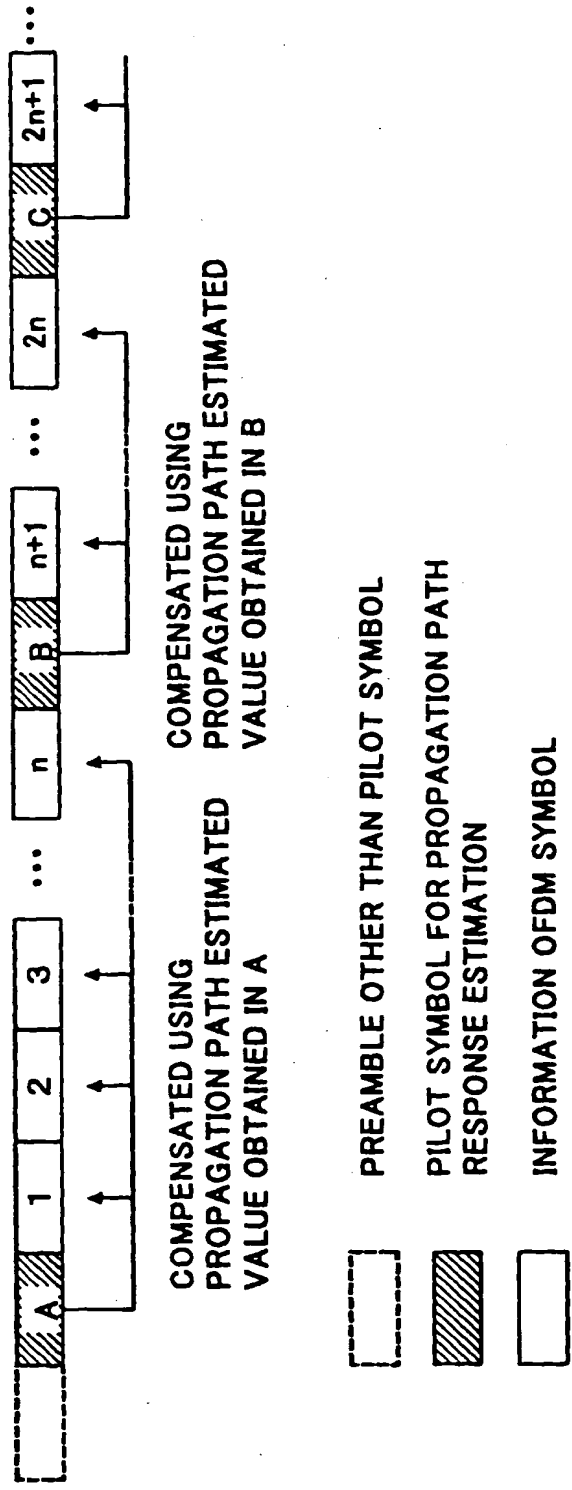 A 1 2 3 ... n B n+1 ... 2n C 2n+1 ...
COMPENSATED USING
PROPAGATION PATH ESTIMATED
VALUE OBTAINED IN A
COMPENSATED USING
PROPAGATION PATH ESTIMATED
VALUE OBTAINED IN B
PREAMBLE OTHER THAN PILOT SYMBOL
PILOT SYMBOL FOR PROPAGATION PATH
RESPONSE ESTIMATION
INFORMATION OFDM SYMBOL